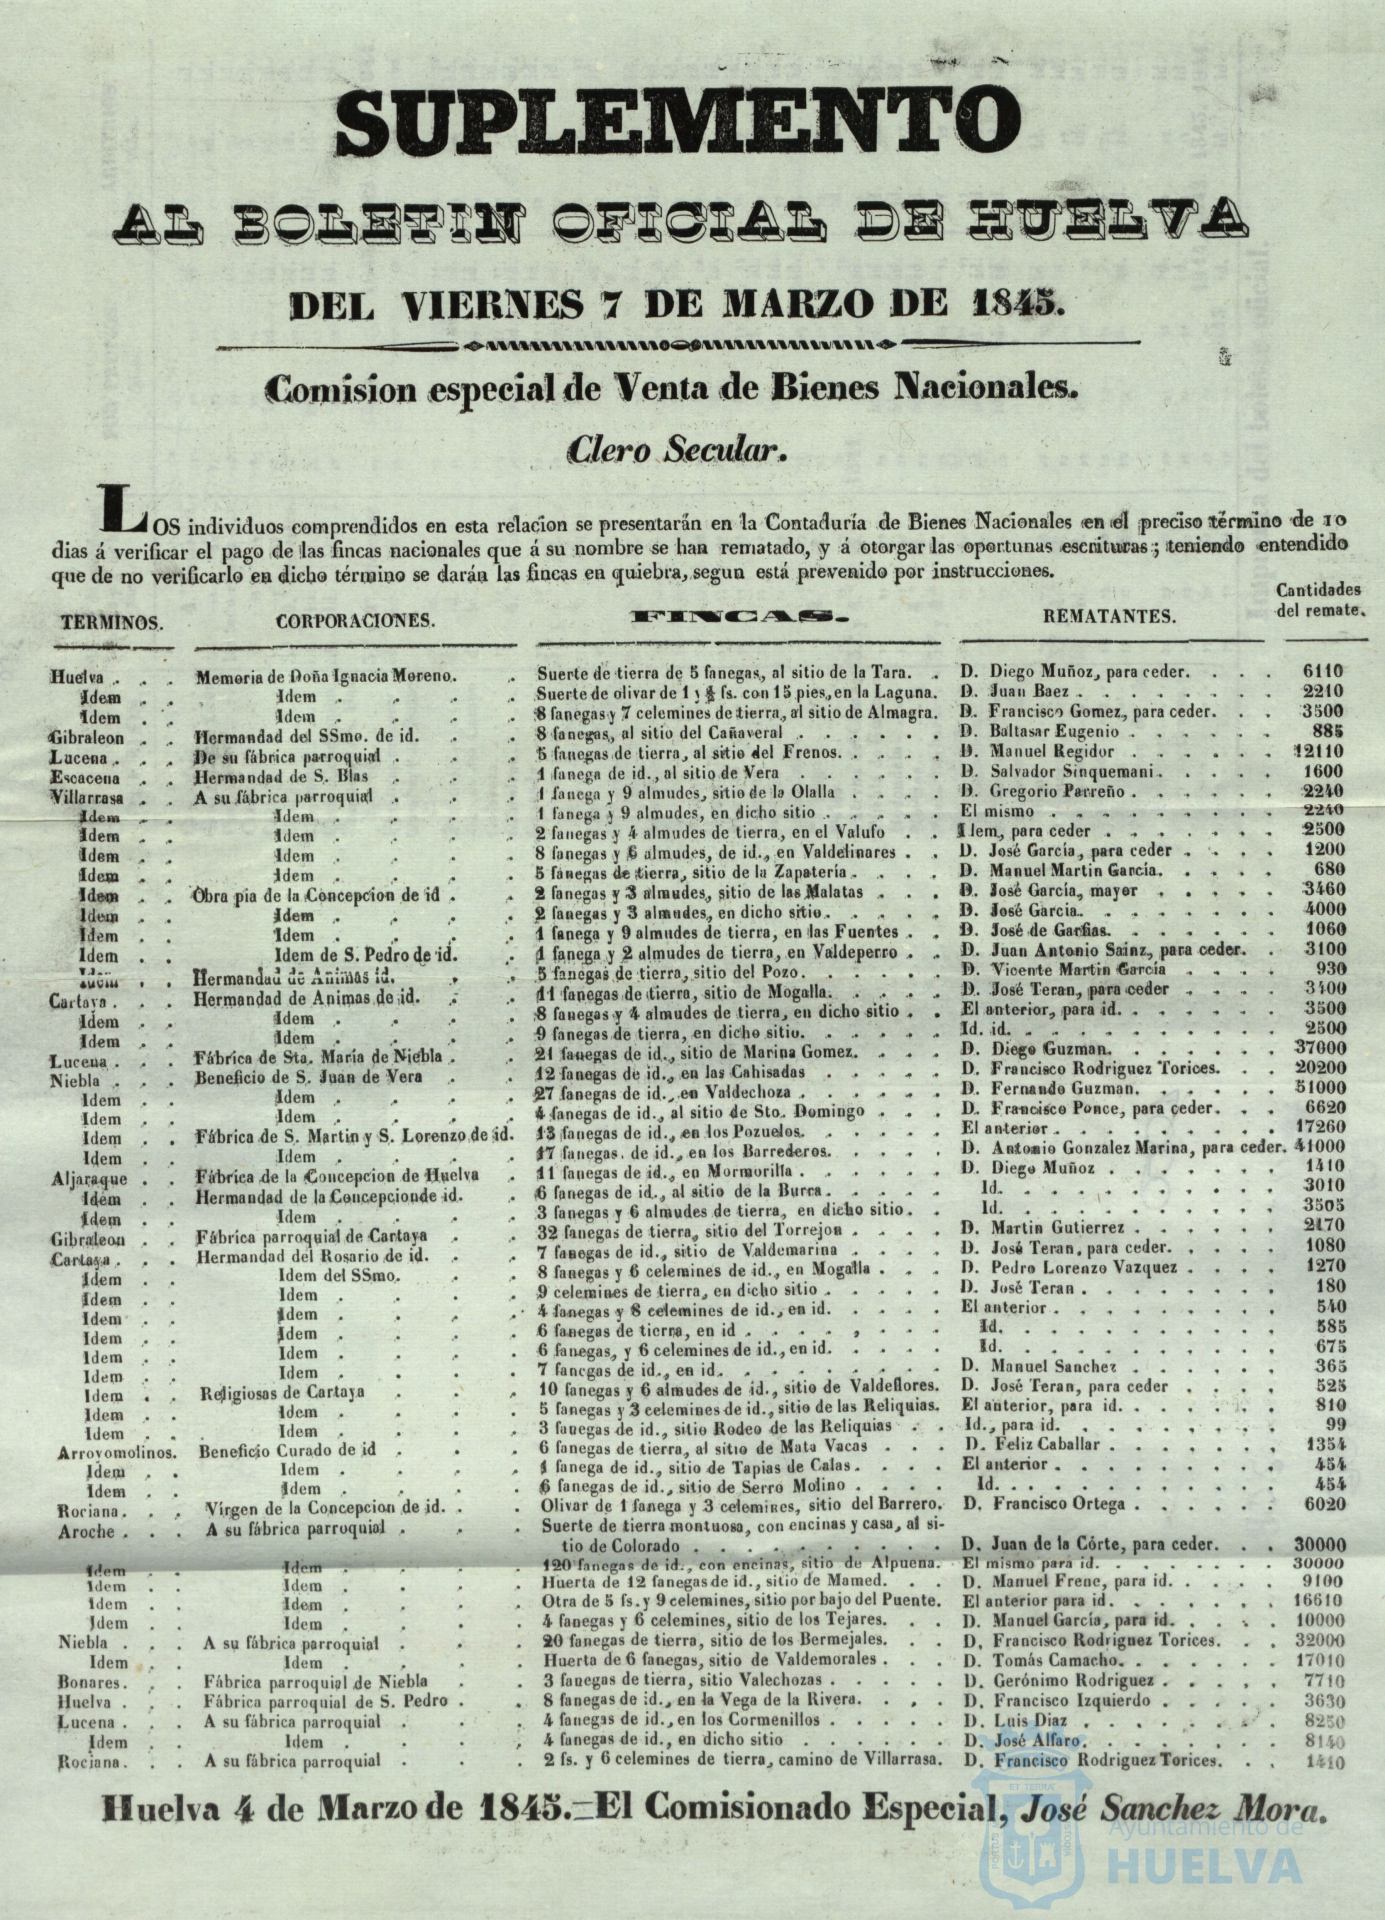 SUPLEMENTO
AL BOLETIN OFICIAL DE HUELVA
DEL VIERNES 7 DE MARZO DE 1845.
Comision especial de Venta de Bienes Nacionales.
Clero Secular.
LOS individuos comprendidos en esta relacion se presentarán en la Contaduría de Bienes Nacionales en el preciso término de 10
dias á verificar el pago de las fincas nacionales que á su nombre se han rematado, y á otorgar las oportunas escrituras; teniendo entendido
que de no verificarlo en dicho término se darán las fincas en quiebra, segun está prevenido por instrucciones.
TERMINOS. CORPORACIONES. FINCAS. REMATANTES. Cantidades del remate.
Huelva . . . Memoria de Doña Ignacia Moreno. . Suerte de tierra de 5 fanegas, al sitio de la Tara. . D. Diego Muñoz, para ceder. . . . 6110
Idem . . Idem . . . . Suerte de olivar de 1 y fs. con 15 pies, en la Laguna. D. Juan Baez . . . . . . . . 2210
Idem . . Idem . . . . 8 fanegas y 7 celemines de tierra, al sitio de Almagra. D. Francisco Gomez, para ceder. . . 3500
Gibraleon . . Hermandad del SSmo. de id. . . 8 fanegas, al sitio del Cañaveral . . . . . . D. Baltasar Eugenio . . . . . . 885
Lucena . . . De su fábrica parroquial . . . 5 fanegas de tierra, al sitio del Frenos. . . . . D. Manuel Regidor . . . . . . 12110
Escacena . . Hermandad de S. Blas . . . 1 fanega de id., al sitio de Vera . . . . . . D. Salvador Sinquemani. . . . . 1600
Villarrasa . . A su fábrica parroquial . . . 1 fanega y 9 almudes, sitio de la Olalla . . . . D. Gregorio Parreño . . . . . . 2240
Idem . . Idem . . . . 1 fanega y 9 almudes, en dicho sitio . . . . . El mismo . . . . . . . . . 2240
Idem . . Idem . . . . 2 fanegas y 4 almudes de tierra, en el Valufo . . Idem, para ceder . . . . . . . 2500
Idem . . Idem . . . . 8 fanegas y 6 almudes, de id., en Valdelinares . . D. José García, para ceder . . . . 1200
Idem . . Idem . . . . 5 fanegas de tierra, sitio de la Zapatería . . . . D. Manuel Martin García. . . . . 680
Idem . . Obra pia de la Concepcion de id . . 2 fanegas y 3 almudes, sitio de las Malatas . . . D. José García, mayor . . . . . 3460
Idem . . Idem . . . . 2 fanegas y 3 almudes, en dicho sitio. . . . . D. José Garcia. . . . . . . . 4000
Idem . . Idem . . . . 1 fanega y 9 almudes de tierra, en las Fuentes . . D. José de Garfias. . . . . . . 1060
Idem . . Idem de S. Pedro de id. . . 1 fanega y 2 almudes de tierra, en Valdeperro . . D. Juan Antonio Sainz, para ceder. . 3100
Idem . . Hermandad de Animas id. . . 5 fanegas de tierra, sitio del Pozo. . . . . . D. Vicente Martin García . . . . 930
Cartaya . . . Hermandad de Animas de id. . . 11 fanegas de tierra, sitio de Mogalla. . . . . D. José Teran, para ceder . . . . 3400
Idem . . Idem . . . . 8 fanegas y 4 almudes de tierra, en dicho sitio . . El anterior, para id. . . . . . . 3500
Idem . . Idem . . . . 9 fanegas de tierra, en dicho sitio. . . . . . Id. id. . . . . . . . . . . 2500
Lucena . . . Fábrica de Sta. María de Niebla . . 21 fanegas de id., sitio de Marina Gomez. . . . D. Diego Guzman. . . . . . . 37000
Niebla . . . Beneficio de S. Juan de Vera . . 12 fanegas de id., en las Cahisadas . . . . . D. Francisco Rodriguez Torices. . . 20200
Idem . . Idem . . . . 27 fanegas de id., en Valdechoza . . . . . . D. Fernando Guzman. . . . . . 51000
Idem . . Idem . . . . 4 fanegas de id., al sitio de Sto. Domingo . . . D. Francisco Ponce, para ceder. . . 6620
Idem . . Fábrica de S. Martin y S. Lorenzo de id. 13 fanegas de id., en los Pozuelos. . . . . . El anterior . . . . . . . . . 17260
Idem . . Idem . . . . 17 fanegas. de id., en los Barrederos. . . . . D. Antonio Gonzalez Marina, para ceder. 41000
Aljaraque . . Fábrica de la Concepcion de Huelva . 11 fanegas de id., en Mormorilla . . . . . . D. Diego Muñoz . . . . . . . 1410
Idem . . Hermandad de la Concepcionde id. . 6 fanegas de id., al sitio de la Burra. . . . . Id. . . . . . . . . . . 3010
Idem . . Idem . . . . 3 fanegas y 6 almudes de tierra, en dicho sitio. . . Id. . . . . . . . . . . 3505
Gibraleon . . Fábrica parroquial de Cartaya . . 32 fanegas de tierra, sitio del Torrejon . . . . D. Martin Gutierrez . . . . . . 2170
Cartaya . . . Hermandad del Rosario de id. . . 7 fanegas de id., sitio de Valdemarina . . . . D. José Teran, para ceder. . . . . 1080
Idem . . Idem del SSmo. . . . 8 fanegas y 6 celemines de id., en Mogalla . . . D. Pedro Lorenzo Vazquez . . . . 1270
Idem . . Idem . . . . 9 celemines de tierra, en dicho sitio . . . . . D. José Teran . . . . . . . . 180
Idem . . Idem . . . . 4 fanegas y 8 celemines de id., en id. . . . . El anterior . . . . . . . . . 540
Idem . . Idem . . . . 6 fanegas de tierra, en id . . . . . . . . Id. . . . . . . . . . . 585
Idem . . Idem . . . . 6 fanegas, y 6 celemines de id., en id. . . . . Id. . . . . . . . . . . 675
Idem . . Idem . . . . 7 fanegas de id., en id. . . . . . . . . D. Manuel Sanchez . . . . . . 365
Idem . . Religiosas de Cartaya . . . 10 fanegas y 6 almudes de id., sitio de Valdeflores. D. José Teran, para ceder . . . . 525
Idem . . Idem . . . . 5 fanegas y 3 celemines de id., sitio de las Reliquias. El anterior, para id. . . . . . . 810
Idem . . Idem . . . . 3 fanegas de id., sitio Rodeo de las Reliquias . . Id., para id. . . . . . . . . 99
Arroyomolinos. Beneficio Curado de id . . . 6 fanegas de tierra, al sitio de Mata Vacas . . . D. Feliz Caballar . . . . . . . 1354
Idem . . Idem . . . . 1 fanega de id., sitio de Tapias de Calas . . . . El anterior . . . . . . . . . 454
Idem . . Idem . . . . 6 fanegas de id., sitio de Serro Molino . . . . Id. . . . . . . . . . . 454
Rociana. . . Vírgen de la Concepcion de id. . . Olivar de 1 fanega y 3 celemines, sitio del Barrero. D. Francisco Ortega . . . . . . 6020
Aroche . . . A su fábrica parroquial . . . Suerte de tierra montuosa, con encinas y casa, al si-
tio de Colorado . . . . . . . . . D. Juan de la Córte, para ceder. . . 30000
Idem . . Idem . . . . 120 fanegas de id., con encinas, sitio de Alpuena. El mismo para id. . . . . . . 30000
Idem . . Idem . . . . Huerta de 12 fanegas de id., sitio de Mamed. . . D. Manuel Frene, para id. . . . . 9100
Idem . . Idem . . . . Otra de 5 fs. y 9 celemines, sitio por bajo del Puente. El anterior para id. . . . . . . 16610
Idem . . Idem . . . . 4 fanegas y 6 celemines, sitio de los Tejares. . . D. Manuel García, para id. . . . . 10000
Niebla . . . A su fábrica parroquial . . . 20 fanegas de tierra, sitio de los Bermejales. . . D. Francisco Rodriguez Torices. . . 32000
Idem . . Idem . . . . Huerta de 6 fanegas, sitio de Valdemorales . . . D. Tomás Camacho. . . . . . . 17010
Bonares. . . Fábrica parroquial de Niebla . . 3 fanegas de tierra, sitio Valechozas . . . . . D. Gerónimo Rodriguez . . . . . 7710
Huelva . . . Fábrica parroquial de S. Pedro . . 8 fanegas de id., en la Vega de la Rivera. . . . D. Francisco Izquierdo . . . . . 3630
Lucena . . . A su fábrica parroquial . . . 4 fanegas de id., en los Cormenillos . . . . . D. Luis Diaz . . . . . . . . 8250
Idem . . Idem . . . . 4 fanegas de id., en dicho sitio . . . . . . D. José Alfaro. . . . . . . . 8140
Rociana. . . A su fábrica parroquial . . . 2 fs. y 6 celemines de tierra, camino de Villarrasa. D. Francisco Rodriguez Torices. . . 1410
Huelva 4 de Marzo de 1845.=El Comisionado Especial, José Sanchez Mora.
Ayuntamiento de
HUELVA